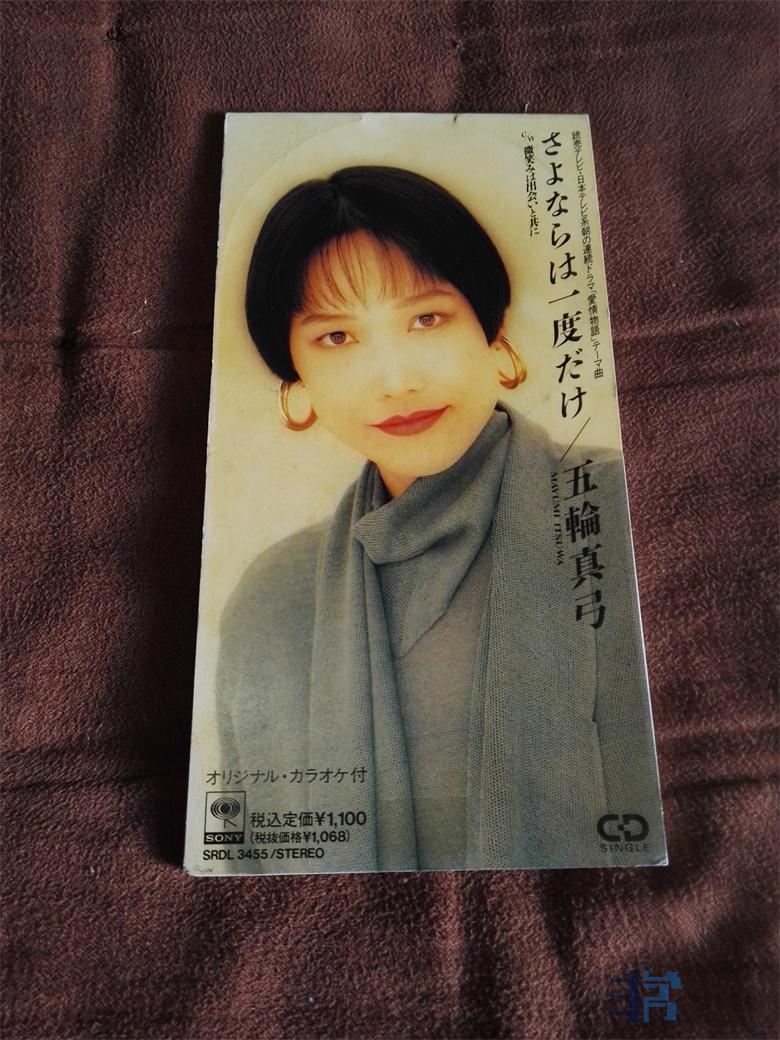 読売テレビ・日本テレビ系朝の連続ドラマ「愛情物語」テーマ曲
さよならは一度だけ／五輪真弓
MAYUMI ITSUWA
C/W 微笑みは出会いと共に
オリジナル・カラオケ付
SONY
税込定価¥1,100
(税抜価格¥1,068)
SRDL 3455/STEREO
CD
SINGLE